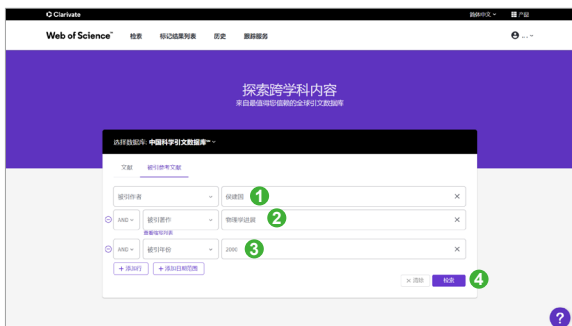 Clarivate 简体中文 产品
Web of Science™ 检索 标记结果列表 历史 跟踪服务
探索跨学科内容
来自最值得您信赖的全球引文数据库
选择数据库: 中国科学引文数据库℠
文献 被引参考文献
被引作者 侯建国 1
AND 被引著作 物理学进展 2
查看缩写列表
AND 被引年份 2000 3
+ 添加行 + 添加日期范围
× 清除 检索 4
?